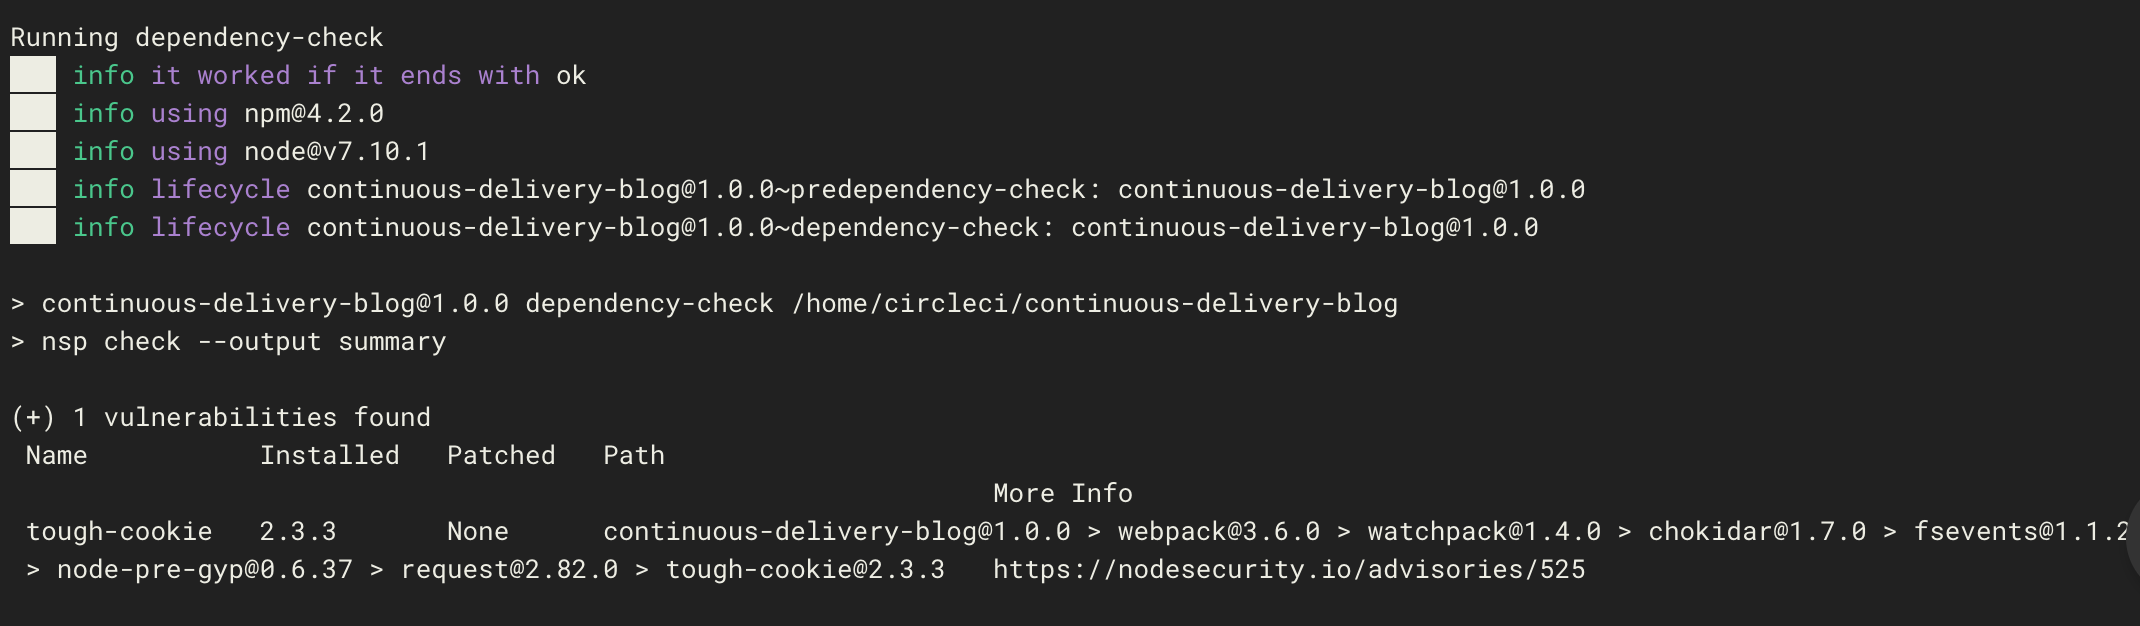 Running dependency-check
info it worked if it ends with ok
info using npm@4.2.0
info using node@v7.10.1
info lifecycle continuous-delivery-blog@1.0.0~predependency-check: continuous-delivery-blog@1.0.0
info lifecycle continuous-delivery-blog@1.0.0~dependency-check: continuous-delivery-blog@1.0.0
> continuous-delivery-blog@1.0.0 dependency-check /home/circleci/continuous-delivery-blog
> nsp check --output summary
(+) 1 vulnerabilities found
Name Installed Patched Path
More Info
tough-cookie 2.3.3 None continuous-delivery-blog@1.0.0 > webpack@3.6.0 > watchpack@1.4.0 > chokidar@1.7.0 > fsevents@1.1.2
> node-pre-gyp@0.6.37 > request@2.82.0 > tough-cookie@2.3.3 https://nodesecurity.io/advisories/525